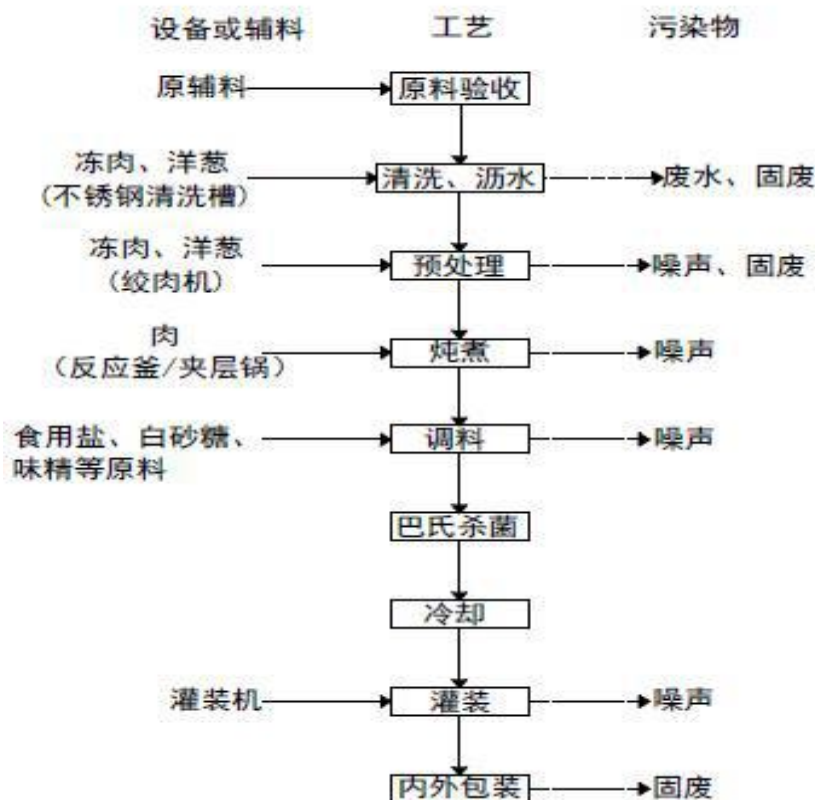 设备或辅料 工艺 污染物
原辅料 原料验收
冻肉、洋葱
(不锈钢清洗槽) 清洗、沥水 废水、固废
冻肉、洋葱
(绞肉机) 预处理 噪声、固废
肉
(反应釜/夹层锅) 炖煮 噪声
食用盐、白砂糖、
味精等原料 调料 噪声
巴氏杀菌
冷却
灌装机 灌装 噪声
内外包装 固废